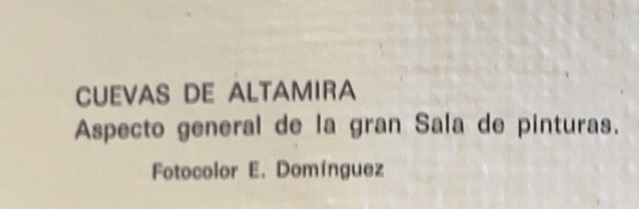 CUEVAS DE ALTAMIRA
Aspecto general de la gran Sala de pinturas.
Fotocolor E. Domínguez